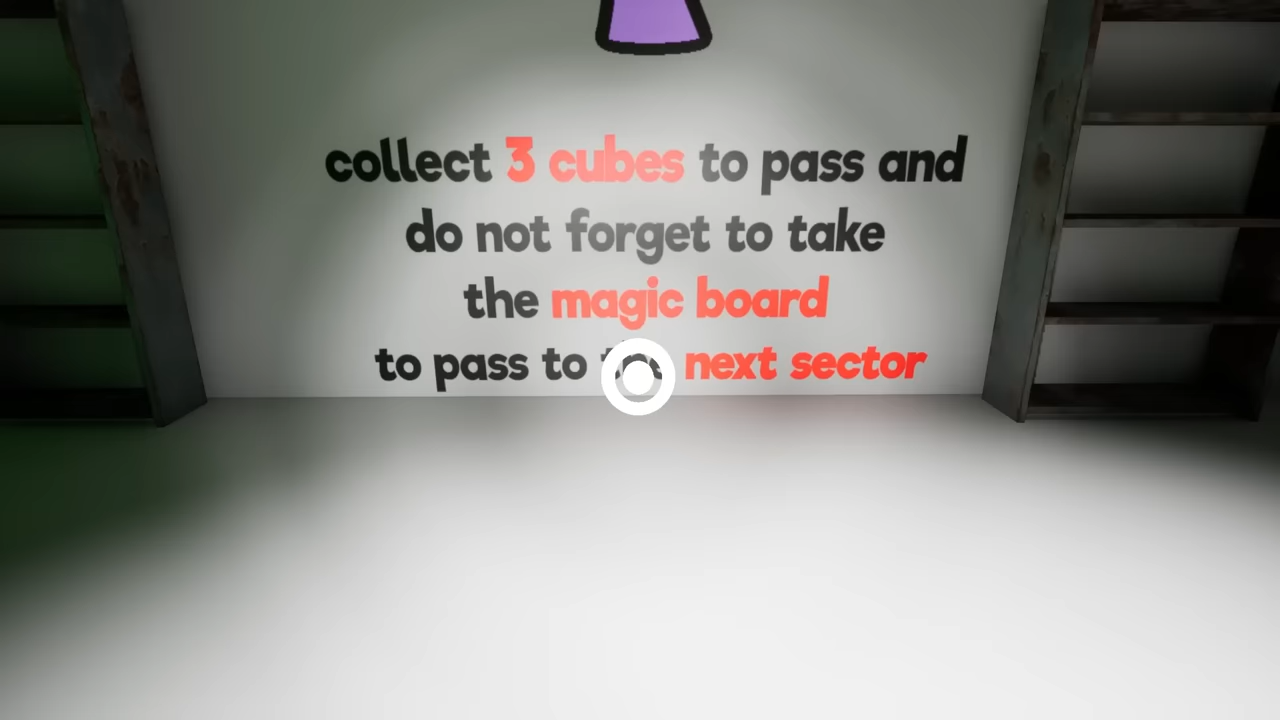 collect 3 cubes to pass and
do not forget to take
the magic board
to pass to the next sector